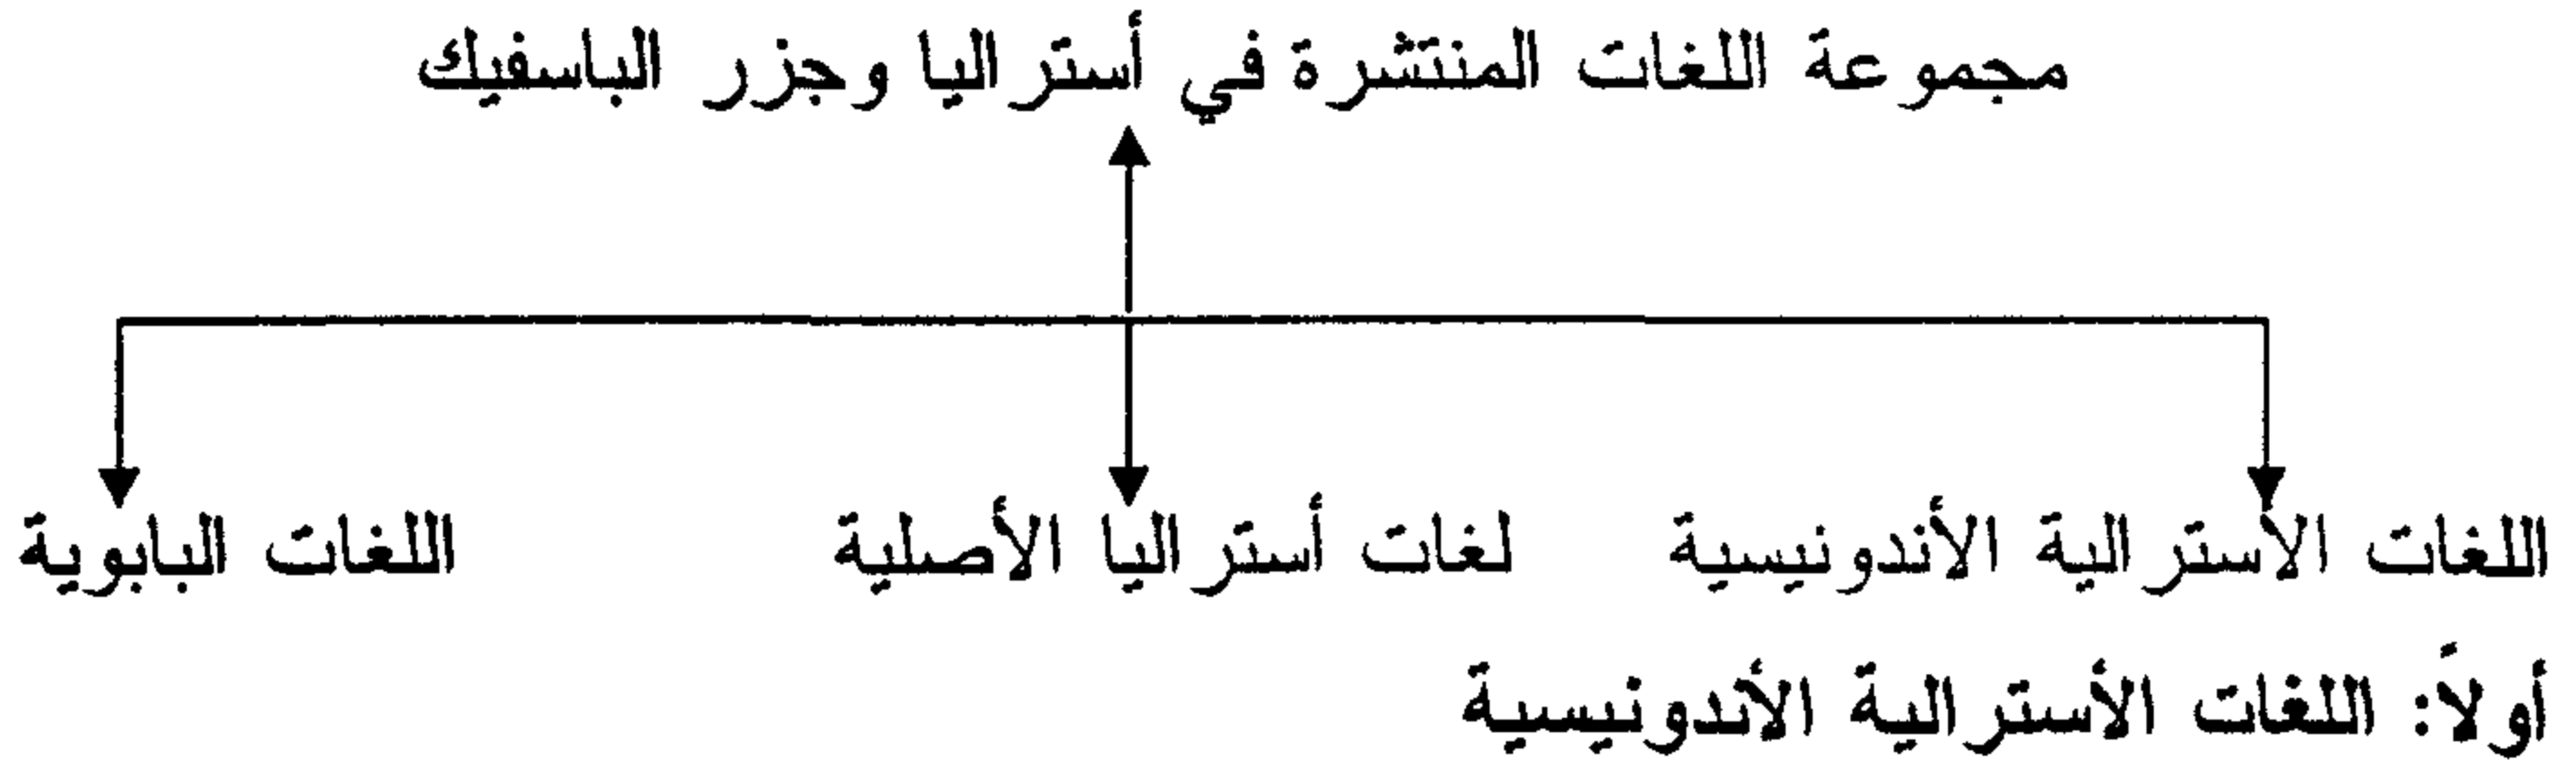 مجموعة اللغات المنتشرة في أستراليا وجزر الباسفيك
اللغات الأسترالية الأندونيسية
لغات أستراليا الأصلية
اللغات البابوية
أولاً: اللغات الأسترالية الأندونيسية